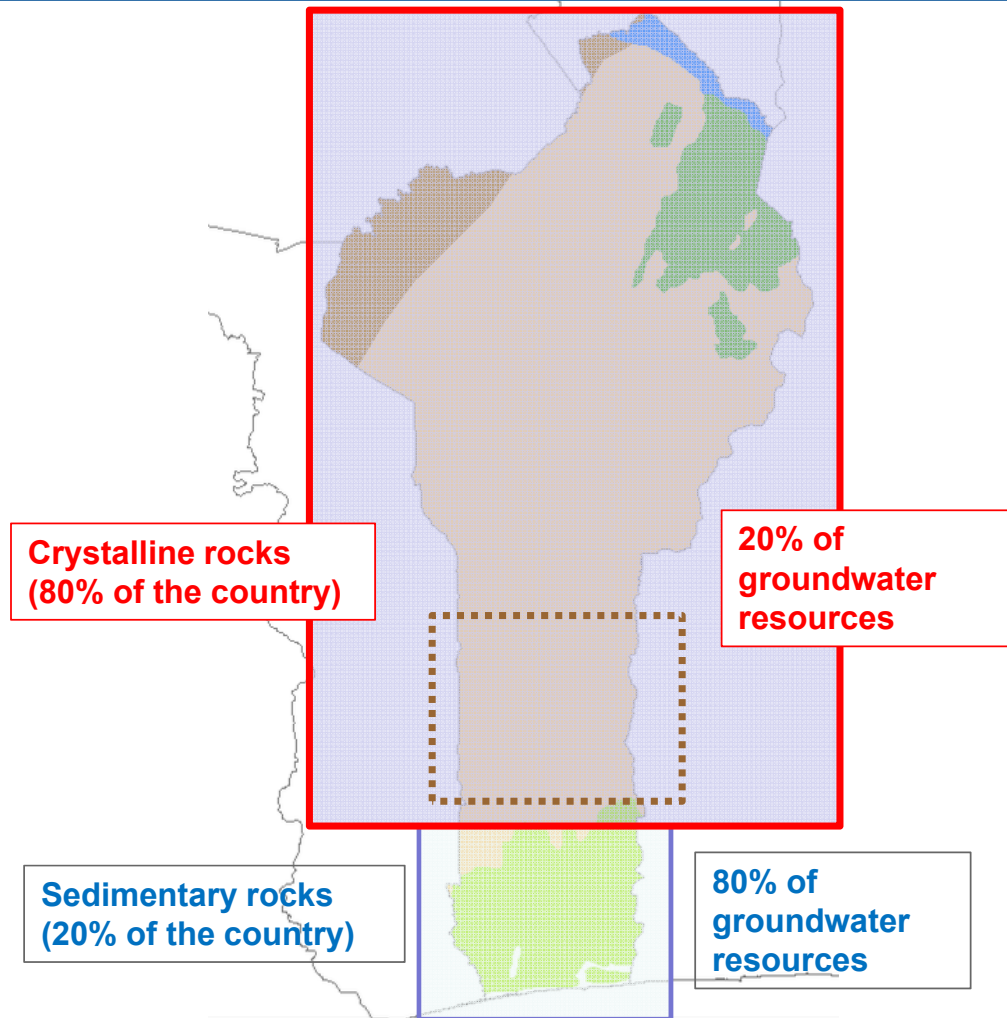 Crystalline rocks
(80% of the country)
20% of
groundwater
resources
Sedimentary rocks
(20% of the country)
80% of
groundwater
resources